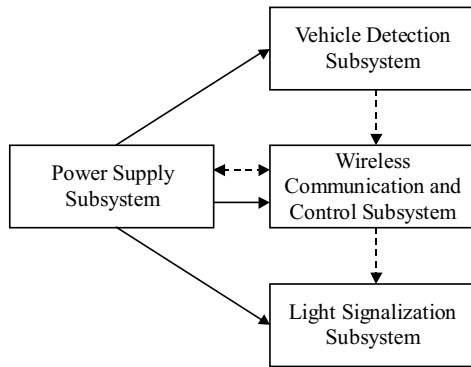 Vehicle Detection
Subsystem
Power Supply
Subsystem
Wireless
Communication and
Control Subsystem
Light Signalization
Subsystem